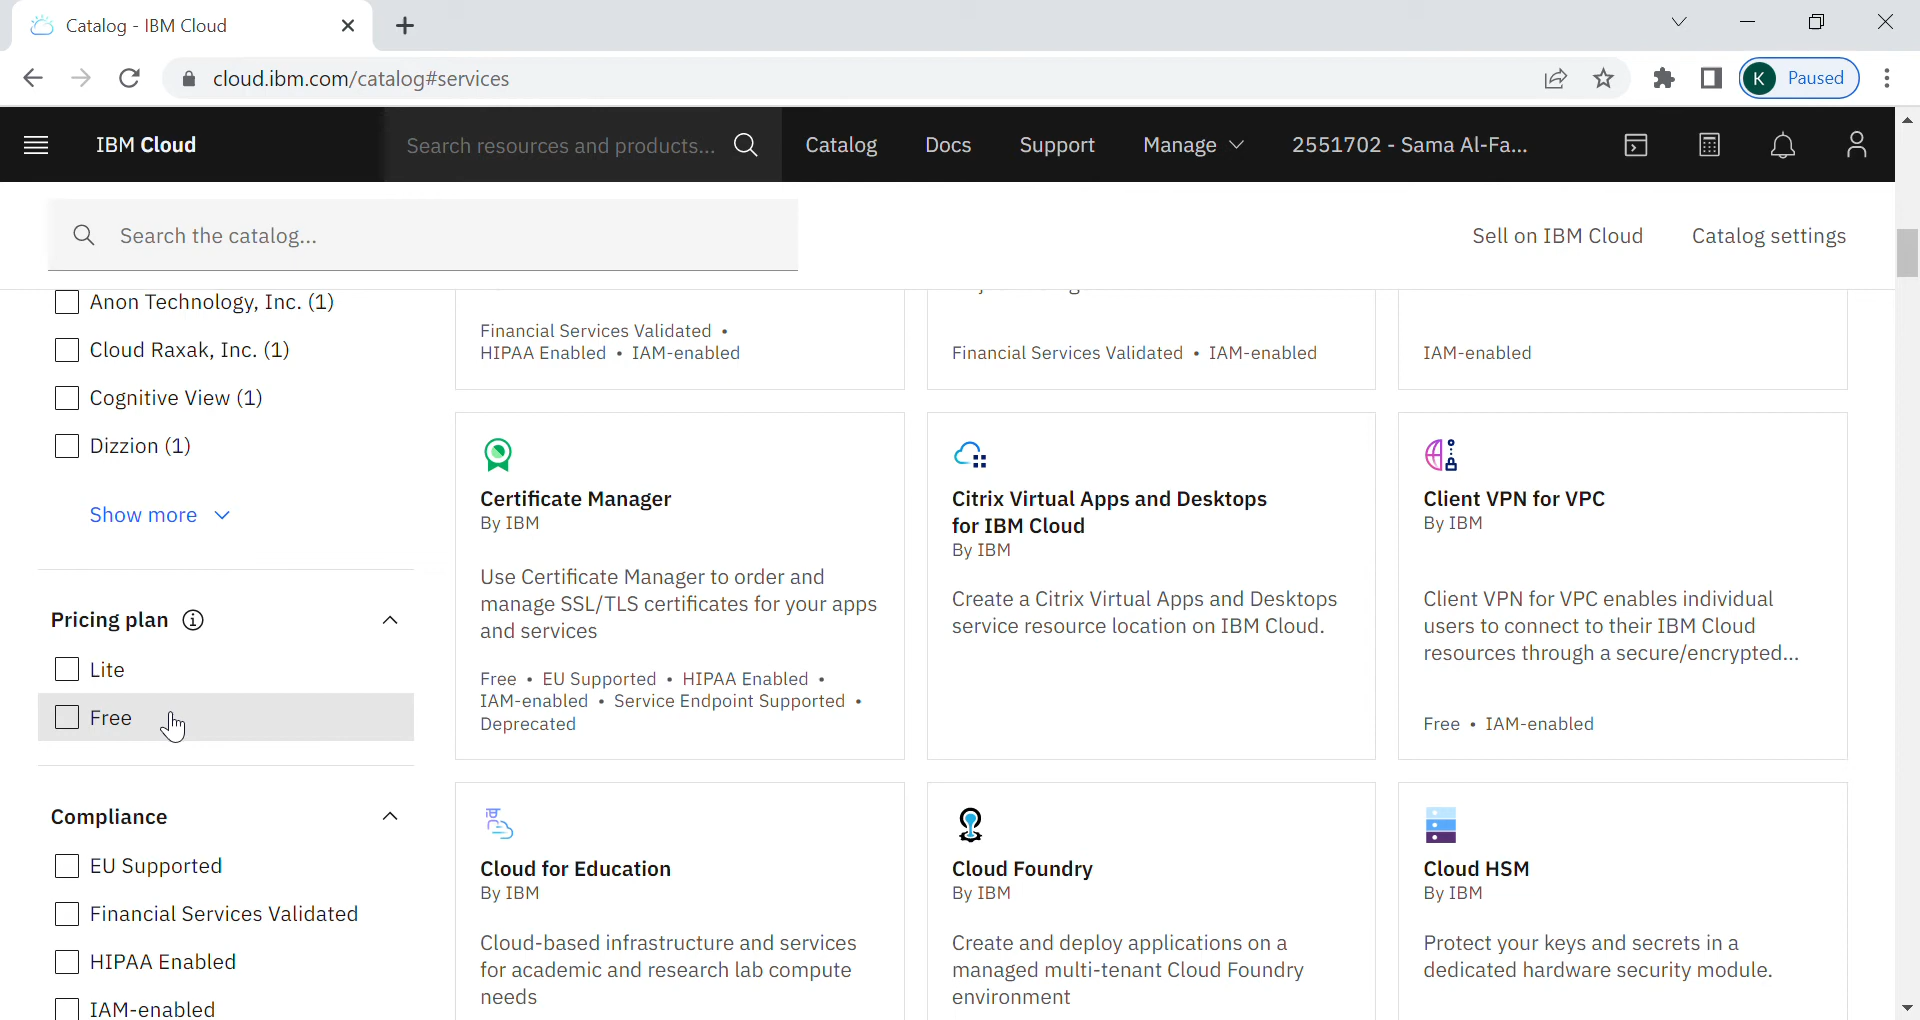 Catalog - IBM Cloud
cloud.ibm.com/catalog#services
K Paused
IBM Cloud
Search resources and products...
Catalog
Docs
Support
Manage
2551702 - Sama Al-Fa...
Search the catalog...
Sell on IBM Cloud
Catalog settings
Anon Technology, Inc. (1)
Cloud Raxak, Inc. (1)
Cognitive View (1)
Dizzion (1)
Show more
Pricing plan
Lite
Free
Compliance
EU Supported
Financial Services Validated
HIPAA Enabled
IAM-enabled
Financial Services Validated •
HIPAA Enabled • IAM-enabled
Financial Services Validated • IAM-enabled
IAM-enabled
Certificate Manager
By IBM
Use Certificate Manager to order and
manage SSL/TLS certificates for your apps
and services
Free • EU Supported • HIPAA Enabled •
IAM-enabled • Service Endpoint Supported •
Deprecated
Citrix Virtual Apps and Desktops
for IBM Cloud
By IBM
Create a Citrix Virtual Apps and Desktops
service resource location on IBM Cloud.
Client VPN for VPC
By IBM
Client VPN for VPC enables individual
users to connect to their IBM Cloud
resources through a secure/encrypted...
Free • IAM-enabled
Cloud for Education
By IBM
Cloud-based infrastructure and services
for academic and research lab compute
needs
Cloud Foundry
By IBM
Create and deploy applications on a
managed multi-tenant Cloud Foundry
environment
Cloud HSM
By IBM
Protect your keys and secrets in a
dedicated hardware security module.